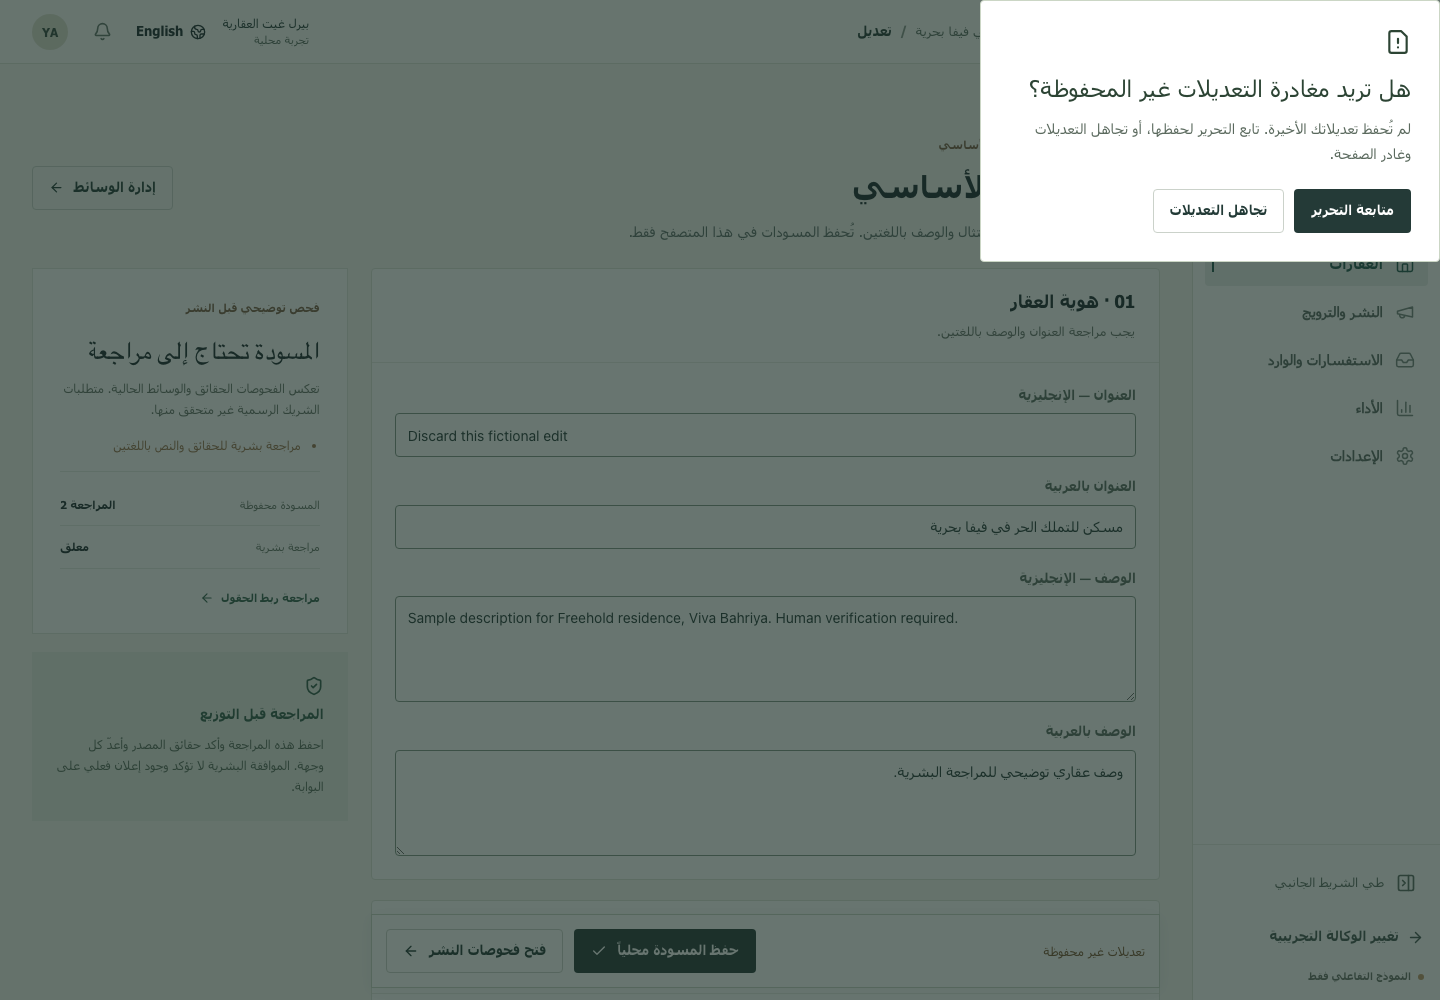 هل تريد مغادرة التعديلات غير المحفوظة؟
لم تُحفظ تعديلاتك الأخيرة. تابع التحرير لحفظها، أو تجاهل التعديلات
وغادر الصفحة.
متابعة التحرير
تجاهل التعديلات
في فيفا بحرية / تعديل
بيرل غيت العقارية
تجربة محلية
English
YA
العقارات
النشر والترويج
الاستفسارات والوارد
الأداء
الإعدادات
طي الشريط الجانبي
تغيير الوكالة التجريبية
النموذج التفاعلي فقط
والوصف باللغتين. تُحفظ المسودات في هذا المتصفح فقط.
إدارة الوسائط
01 · هوية العقار
يجب مراجعة العنوان والوصف باللغتين.
العنوان — الإنجليزية
Discard this fictional edit
العنوان بالعربية
مسكن للتملك الحر في فيفا بحرية
الوصف — الإنجليزية
Sample description for Freehold residence, Viva Bahriya. Human verification required.
الوصف بالعربية
وصف عقاري توضيحي للمراجعة البشرية.
تعديلات غير محفوظة
حفظ المسودة محلياً
فتح فحوصات النشر
فحص توضيحي قبل النشر
المسودة تحتاج إلى مراجعة
تعكس الفحوصات الحقائق والوسائط الحالية. متطلبات
الشريك الرسمية غير متحقق منها.
• مراجعة بشرية للحقائق والنص باللغتين
المسودة محفوظة
المراجعة 2
مراجعة بشرية
معلق
مراجعة ربط الحقول
المراجعة قبل التوزيع
احفظ هذه المراجعة وأكد حقائق المصدر وأعدّ كل
وجهة. الموافقة البشرية لا تؤكد وجود إعلان فعلي على
البوابة.